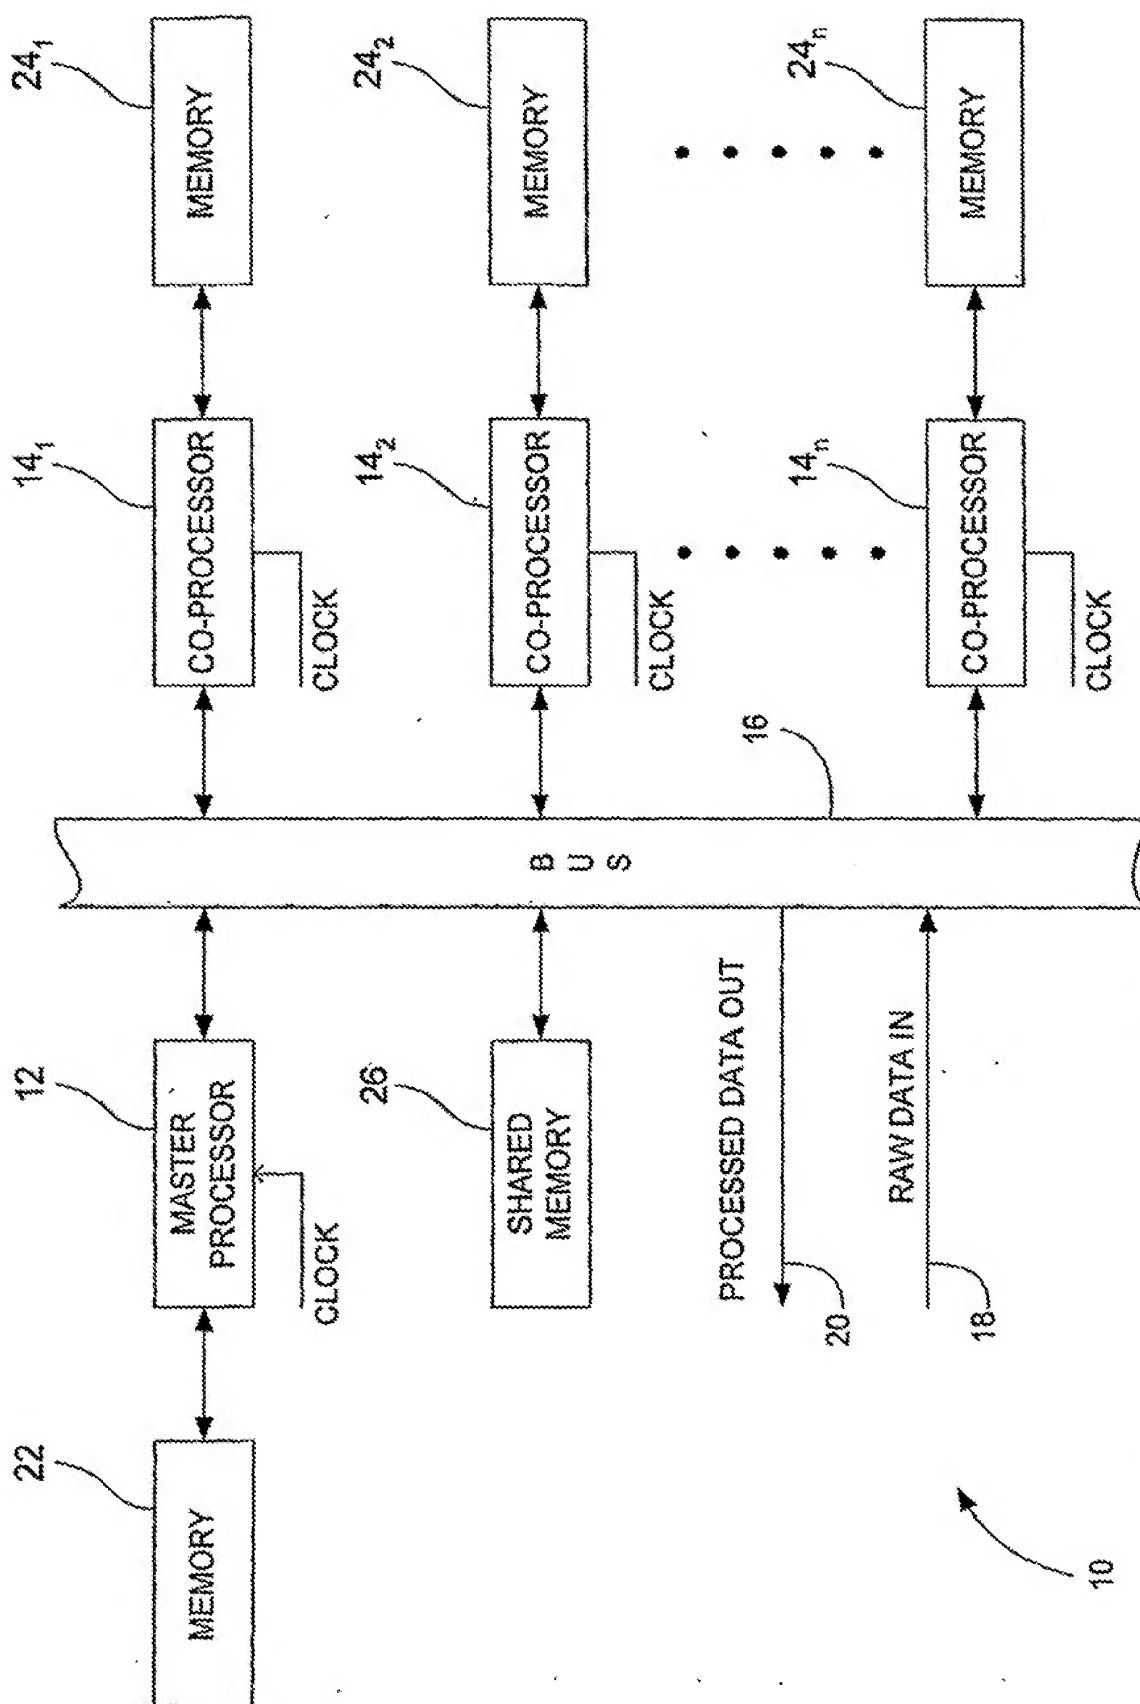 22
MEMORY
12
MASTER
PROCESSOR
CLOCK
26
SHARED
MEMORY
PROCESSED DATA OUT
20
RAW DATA IN
18
10
BUS
16
14₁
CO-PROCESSOR
CLOCK
14₂
CO-PROCESSOR
CLOCK
14ₙ
CO-PROCESSOR
CLOCK
24₁
MEMORY
24₂
MEMORY
24ₙ
MEMORY